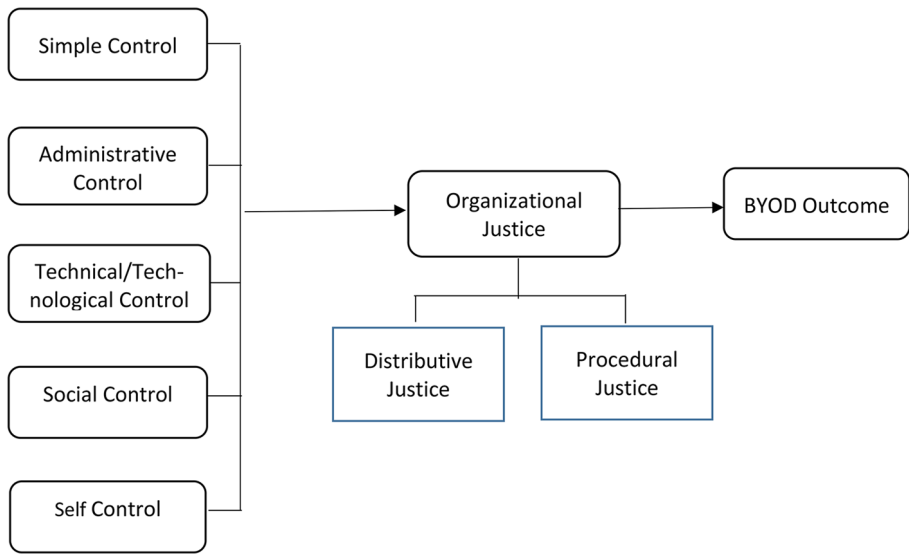 Simple Control
Administrative
Control
Technical/Tech-
nological Control
Social Control
Self Control
Organizational
Justice
Distributive
Justice
Procedural
Justice
BYOD Outcome